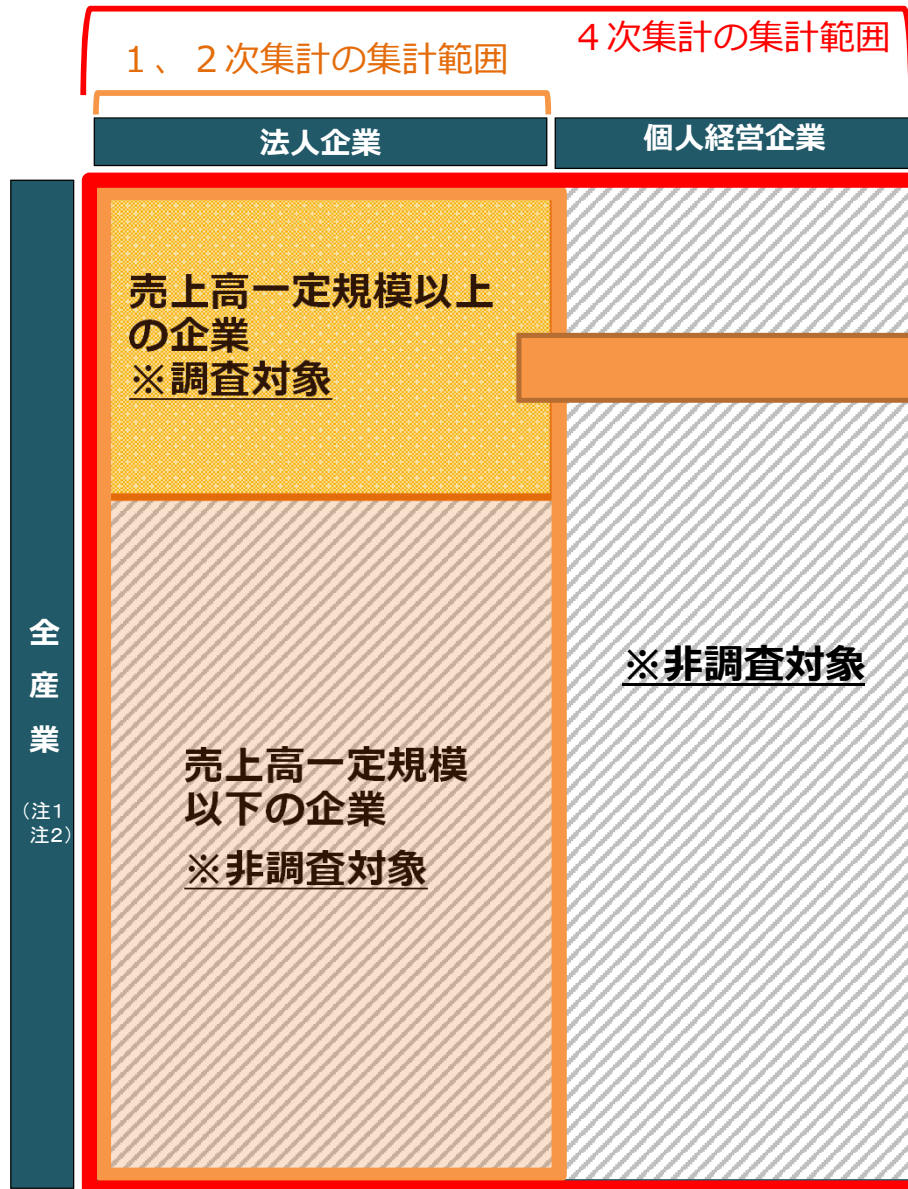 ４次集計の集計範囲
１、２次集計の集計範囲
法人企業
個人経営企業
売上高一定規模以上
の企業
※調査対象
全
産
業
（注1
注2）
※非調査対象
売上高一定規模
以下の企業
※非調査対象